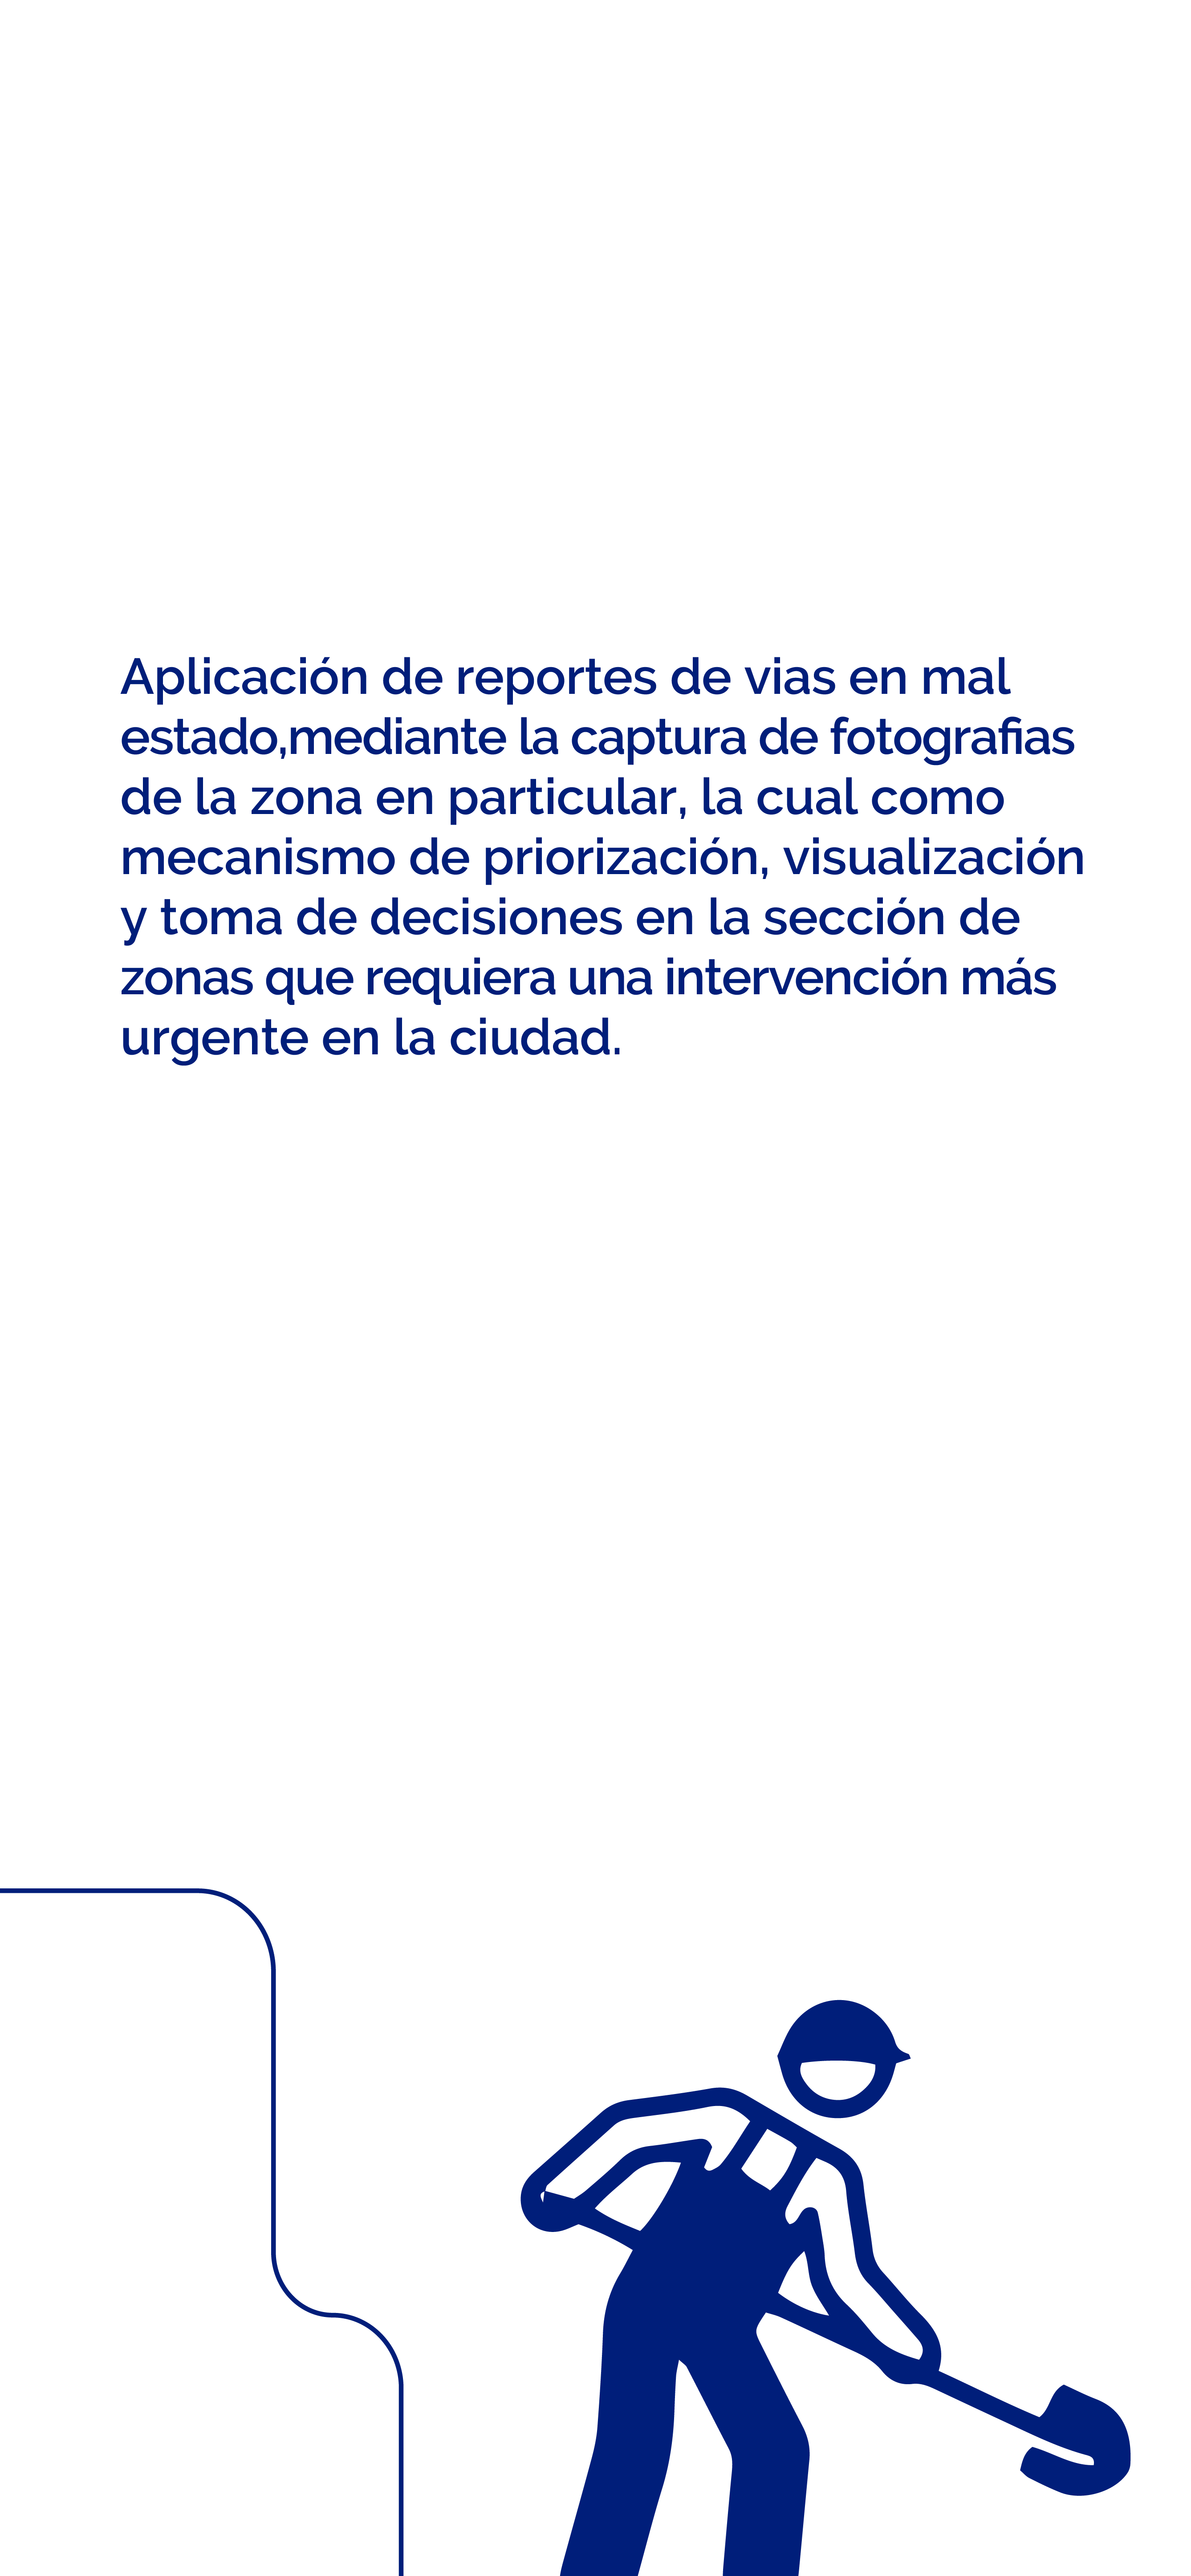 Aplicación de reportes de vias en mal
estado,mediante la captura de fotografias
de la zona en particular, la cual como
mecanismo de priorización, visualización
y toma de decisiones en la sección de
zonas que requiera una intervención más
urgente en la ciudad.